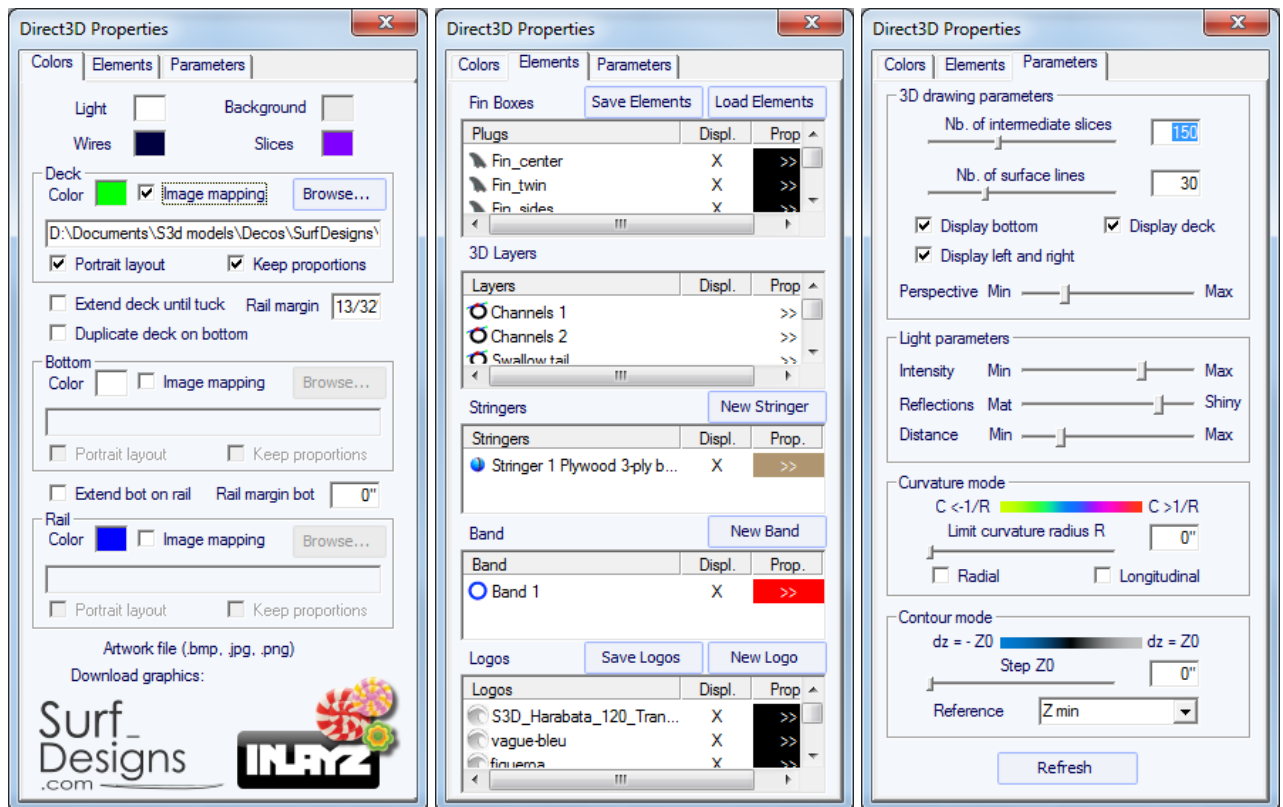 Direct3D Properties
Colors Elements Parameters
Light Background
Wires Slices
Deck
Color Image mapping Browse...
D:\Documents\S3d models\Decos\SurfDesigns\
Portrait layout Keep proportions
Extend deck until tuck Rail margin 13/32
Duplicate deck on bottom
Bottom
Color Image mapping Browse...
Portrait layout Keep proportions
Extend bot on rail Rail margin bot 0"
Rail
Color Image mapping Browse...
Portrait layout Keep proportions
Artwork file (.bmp, .jpg, .png)
Download graphics:
Surf_
Designs
.com
INLAYZ
Direct3D Properties
Colors Elements Parameters
Fin Boxes Save Elements Load Elements
Plugs Displ. Prop
Fin_center X >>
Fin_twin X >>
Fin_sides X >>
3D Layers
Layers Displ. Prop
Channels 1 >>
Channels 2 >>
Swallow tail >>
Stringers New Stringer
Stringers Displ. Prop.
Stringer 1 Plywood 3-ply b... X >>
Band New Band
Band Displ. Prop.
Band 1 X >>
Logos Save Logos New Logo
Logos Displ. Prop
S3D_Harabata_120_Tran... X >>
vague-bleu X >>
figueroa X >>
Direct3D Properties
Colors Elements Parameters
3D drawing parameters
Nb. of intermediate slices 150
Nb. of surface lines 30
Display bottom Display deck
Display left and right
Perspective Min Max
Light parameters
Intensity Min Max
Reflections Mat Shiny
Distance Min Max
Curvature mode
C <-1/R C >1/R
Limit curvature radius R 0"
Radial Longitudinal
Contour mode
dz = - Z0 dz = Z0
Step Z0 0"
Reference Z min
Refresh